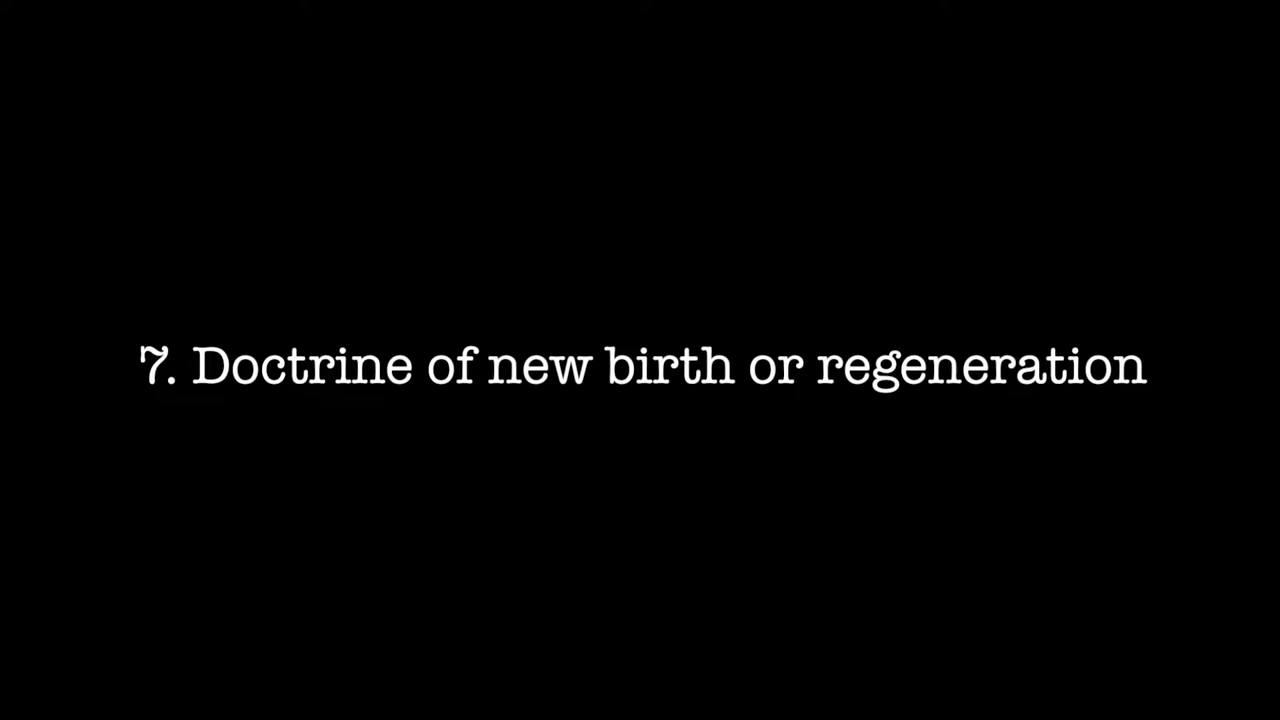 7. Doctrine of new birth or regeneration